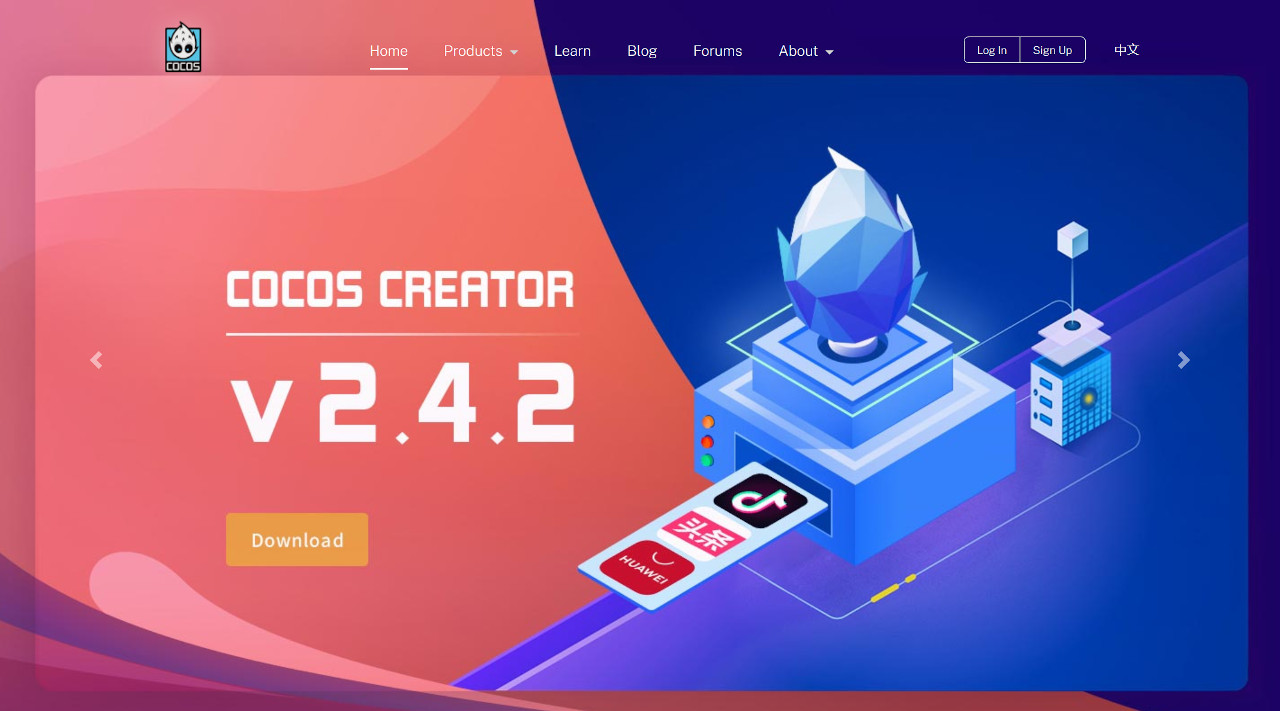 COCOS
Home
Products
Learn
Blog
Forums
About
Log In
Sign Up
中文
COCOS CREATOR
v 2.4.2
Download
头条
HUAWEI